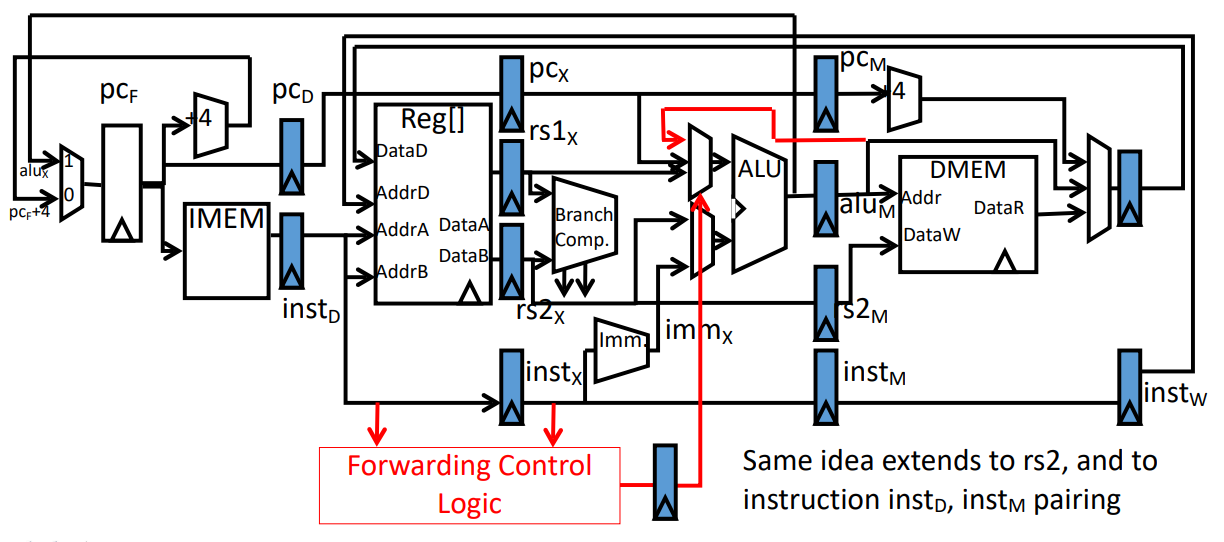 pc_F
+4
pc_D
pc_X
pc_M
+4
Reg[]
rs1_X
DataD
AddrD
AddrA
AddrB
DataA
DataB
alu_X
1
0
pc_F+4
IMEM
inst_D
Branch
Comp.
rs2_X
ALU
alu_M
DMEM
Addr
DataR
DataW
s2_M
Imm.
imm_X
inst_X
inst_M
inst_W
Forwarding Control
Logic
Same idea extends to rs2, and to
instruction inst_D, inst_M pairing